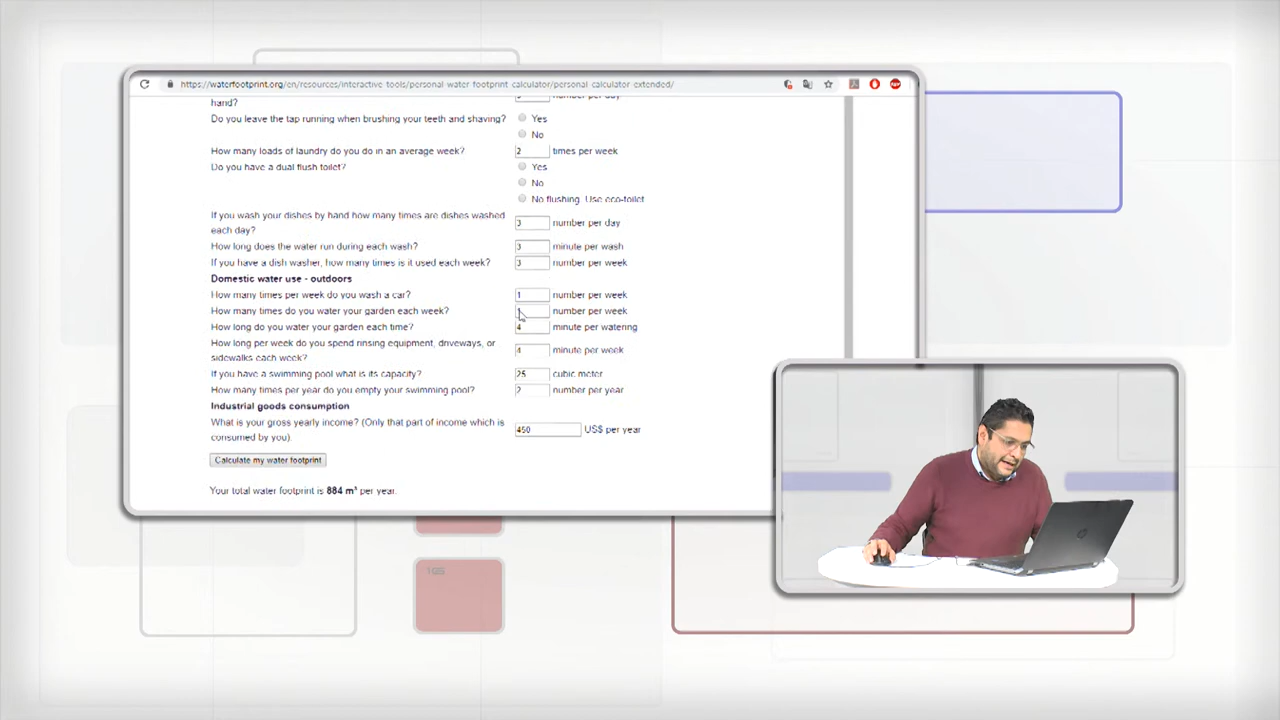 https://waterfootprint.org/en/resources/interactive-tools/personal-water-footprint-calculator/personal-calculator-extended/
number per day
hand?
Do you leave the tap running when brushing your teeth and shaving? Yes
No
How many loads of laundry do you do in an average week? 2 times per week
Do you have a dual flush toilet? Yes
No
No flushing. Use eco-toilet
If you wash your dishes by hand how many times are dishes washed
each day? 3 number per day
How long does the water run during each wash? 3 minute per wash
If you have a dish washer, how many times is it used each week? 3 number per week
Domestic water use - outdoors
How many times per week do you wash a car? 1 number per week
How many times do you water your garden each week? number per week
How long do you water your garden each time? 4 minute per watering
How long per week do you spend rinsing equipment, driveways, or
sidewalks each week? 4 minute per week
If you have a swimming pool what is its capacity? 25 cubic meter
How many times per year do you empty your swimming pool? 2 number per year
Industrial goods consumption
What is your gross yearly income? (Only that part of income which is
consumed by you). 450 US$ per year
Calculate my water footprint
Your total water footprint is 884 m³ per year.